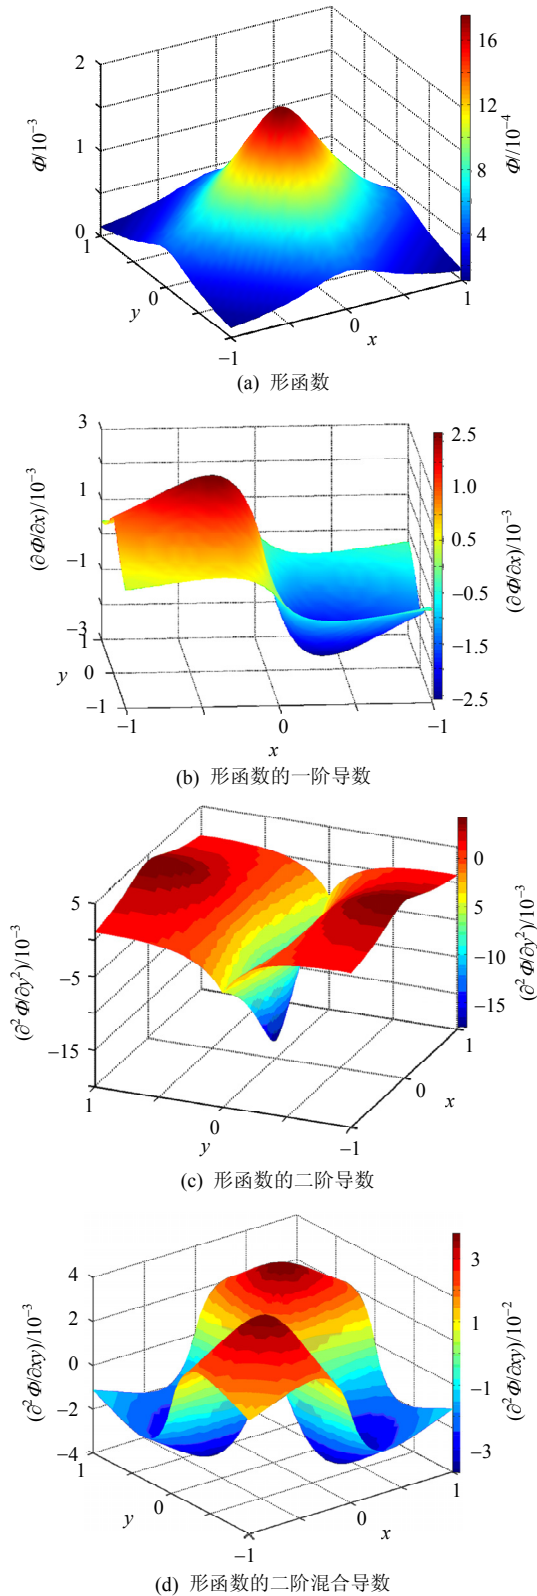 2
1
0
Φ/10⁻³
1
0
−1
y
0
1
x
16
12
8
4
Φ/10⁻⁴
(a) 形函数
3
1
−1
−3
(∂Φ/∂x)/10⁻³
1
0
−1
y
−1
0
−1
x
2.5
1.0
0.5
−0.5
−1.5
−2.5
(∂Φ/∂x)/10⁻³
(b) 形函数的一阶导数
5
−5
−15
(∂²Φ/∂y²)/10⁻³
1
0
−1
y
0
1
x
0
−5
−10
−15
(∂²Φ/∂y²)/10⁻³
(c) 形函数的二阶导数
4
2
0
−2
−4
(∂²Φ/∂xy)/10⁻³
1
0
−1
y
0
1
x
3
1
−1
−3
(∂²Φ/∂xy)/10⁻²
(d) 形函数的二阶混合导数